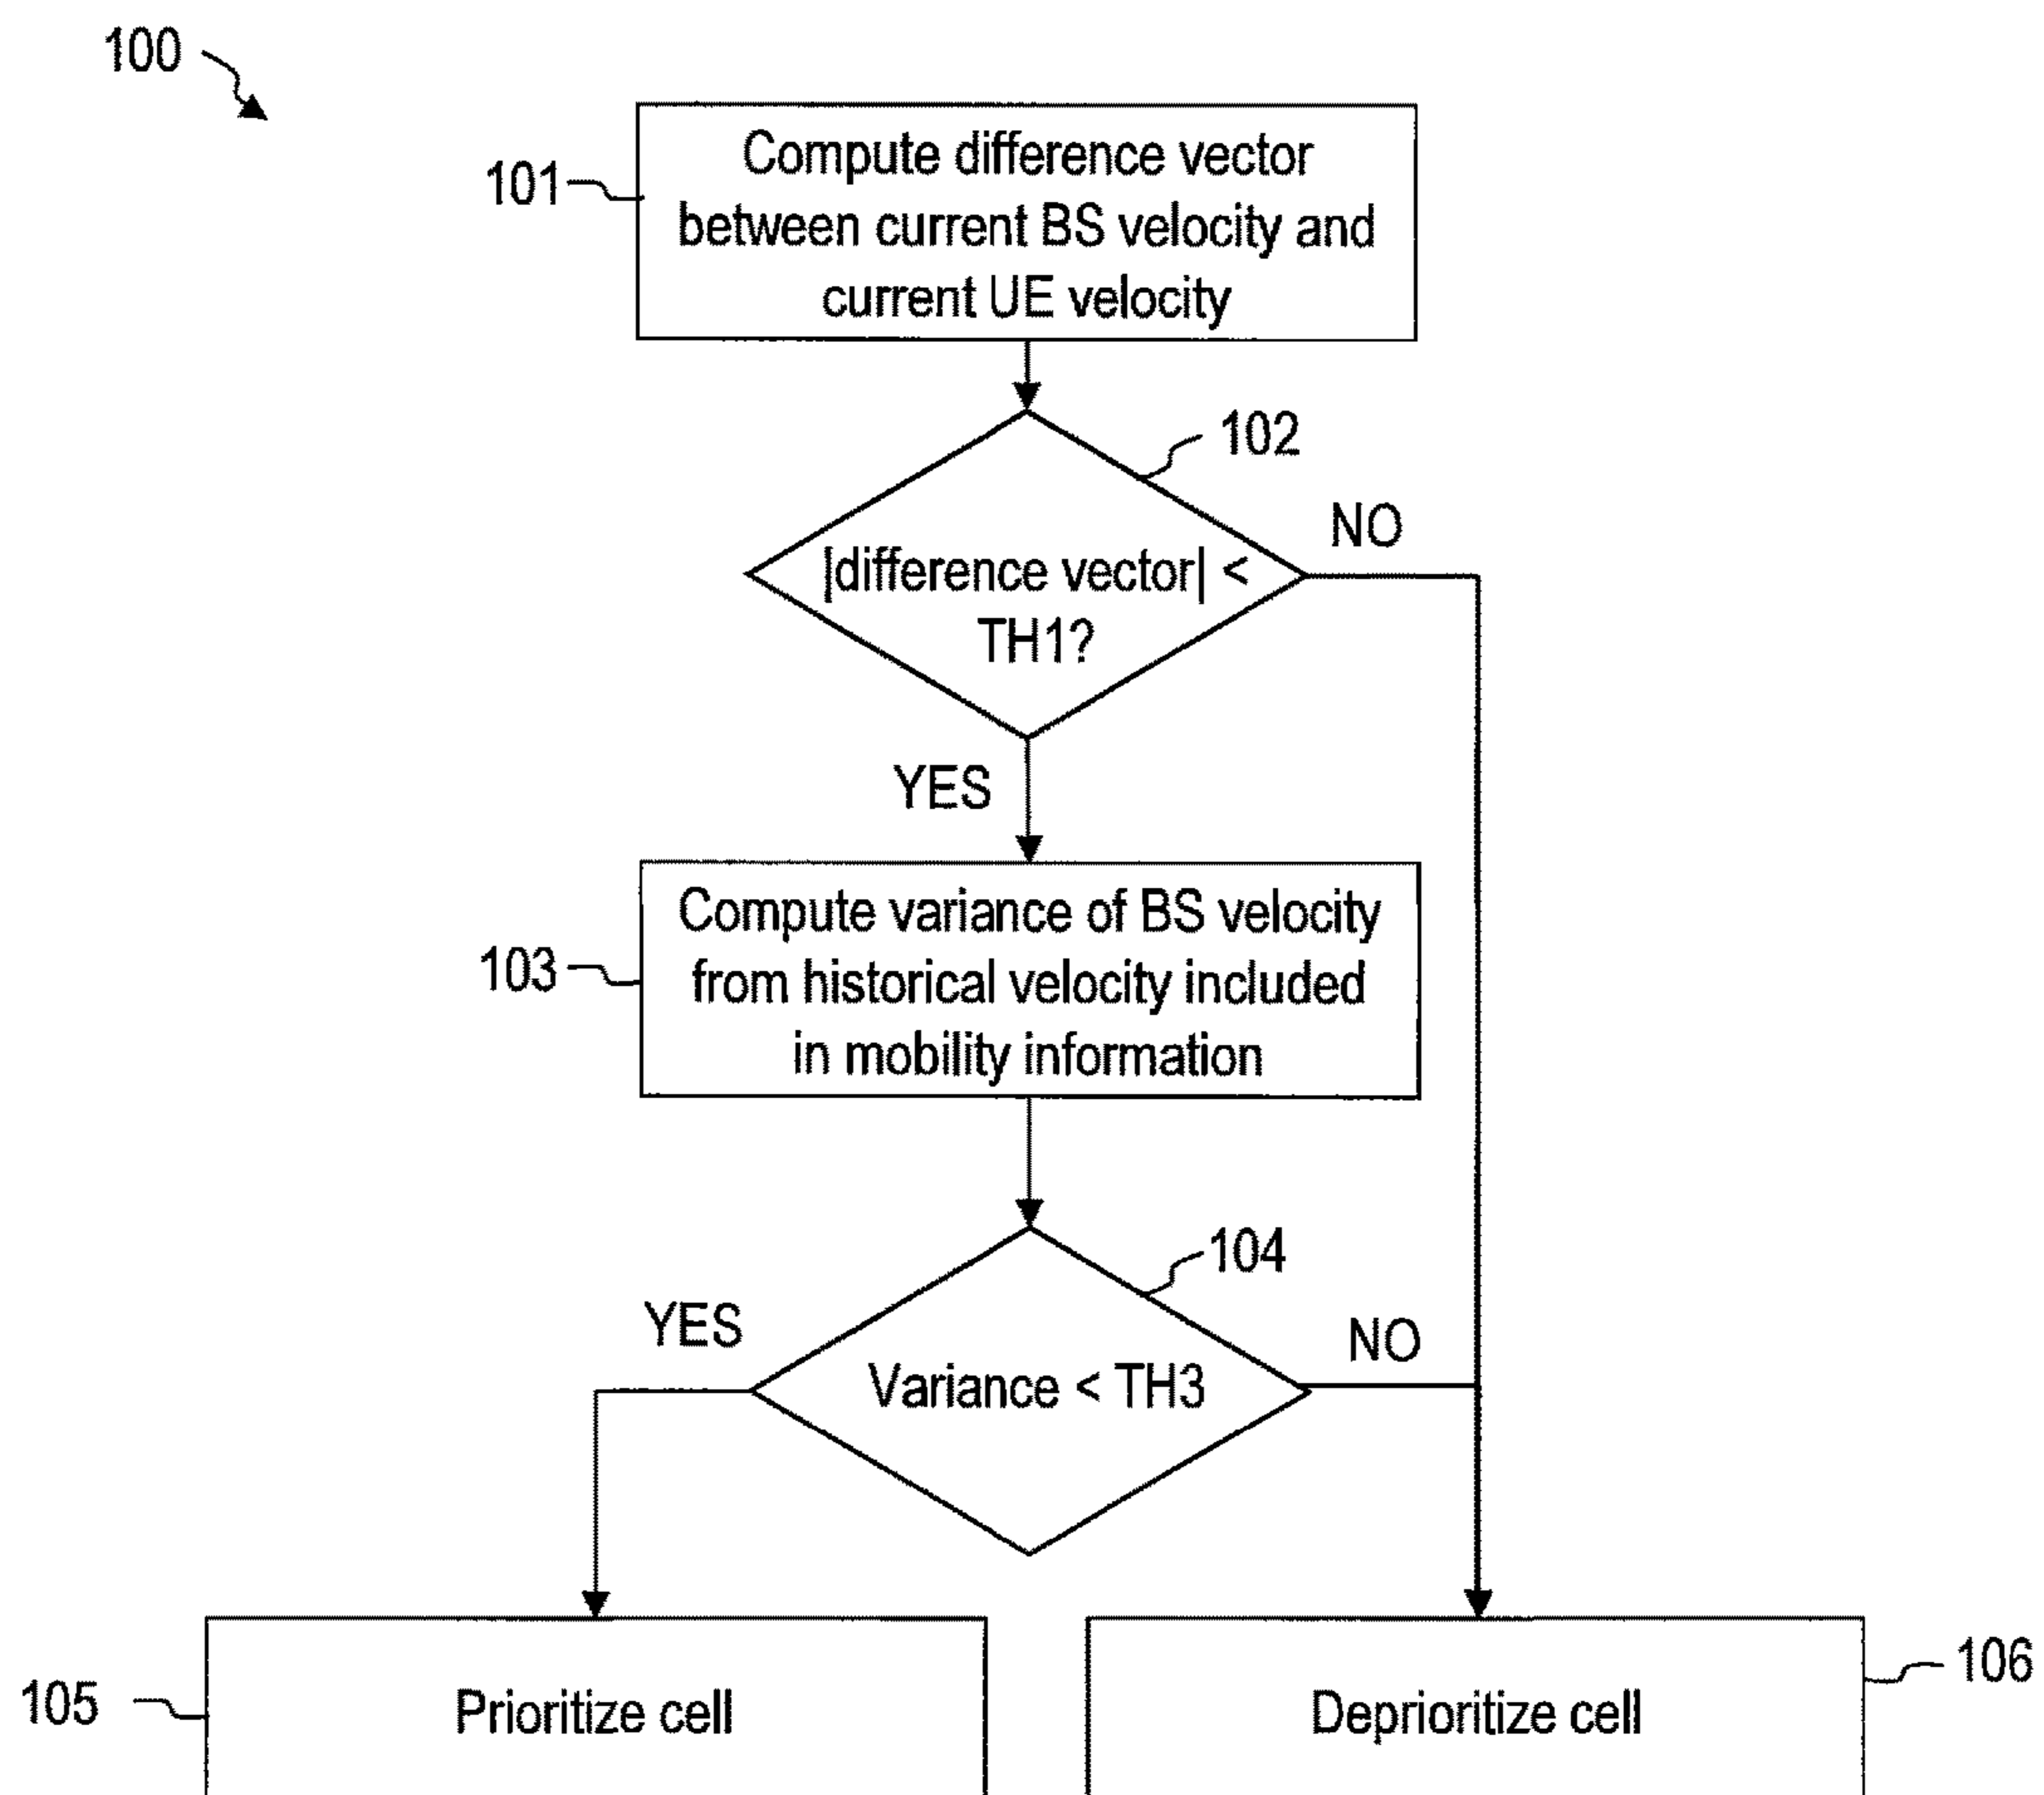 100
101
Compute difference vector
between current BS velocity and
current UE velocity
102
|difference vector| <
TH1?
NO
YES
103
Compute variance of BS velocity
from historical velocity included
in mobility information
104
YES
Variance < TH3
NO
105
Prioritize cell
Deprioritize cell
106